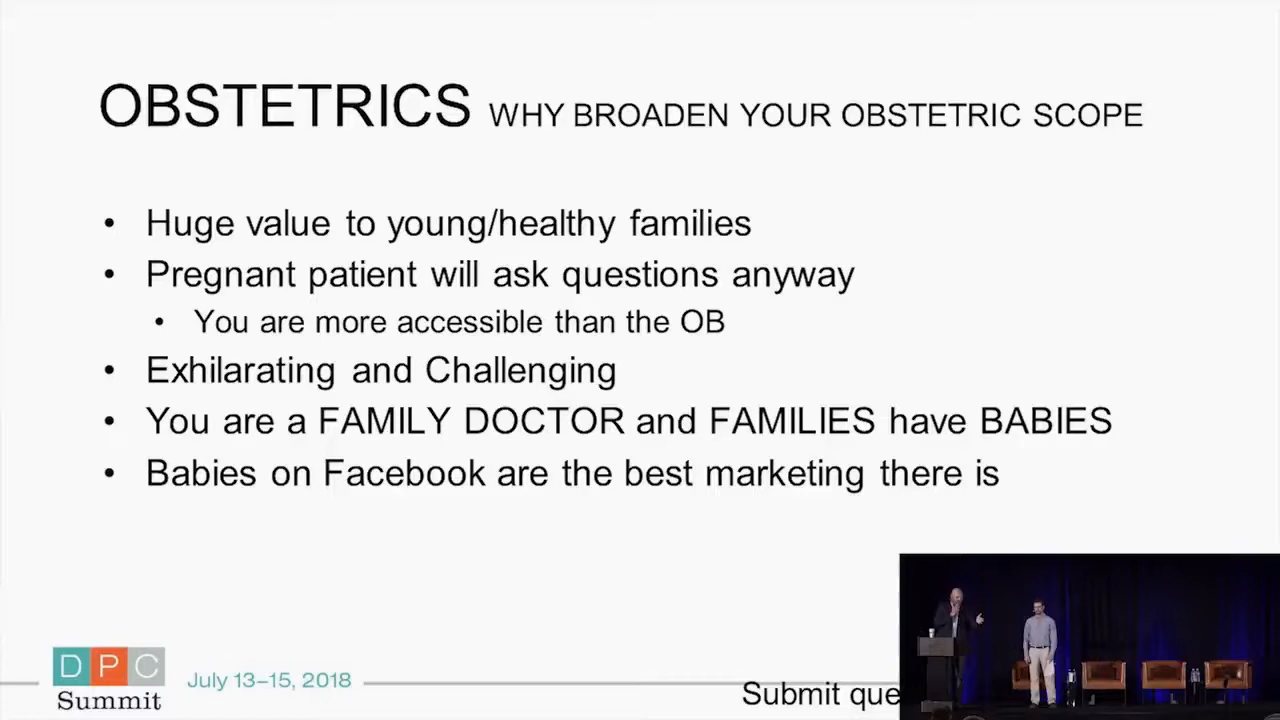 OBSTETRICS WHY BROADEN YOUR OBSTETRIC SCOPE
• Huge value to young/healthy families
• Pregnant patient will ask questions anyway
• You are more accessible than the OB
• Exhilarating and Challenging
• You are a FAMILY DOCTOR and FAMILIES have BABIES
• Babies on Facebook are the best marketing there is
DPC
Summit
July 13–15, 2018
Submit que